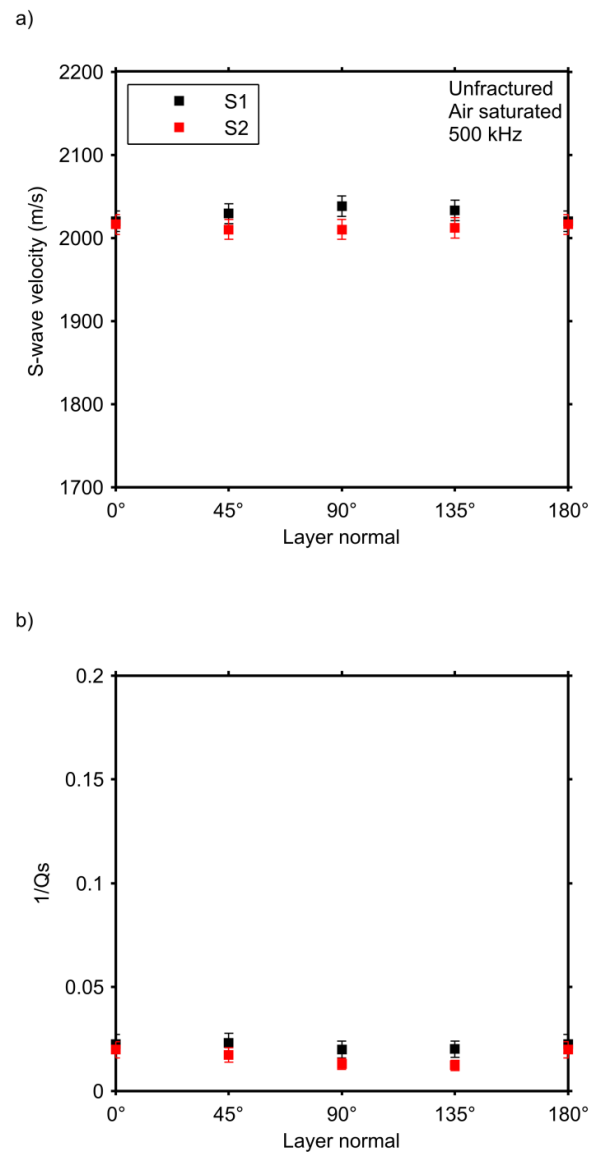 a)
2200
2100
2000
1900
1800
1700
S-wave velocity (m/s)
S1
S2
Unfractured
Air saturated
500 kHz
0°
45°
90°
135°
180°
Layer normal
b)
0.2
0.15
0.1
0.05
0
1/Qs
0°
45°
90°
135°
180°
Layer normal